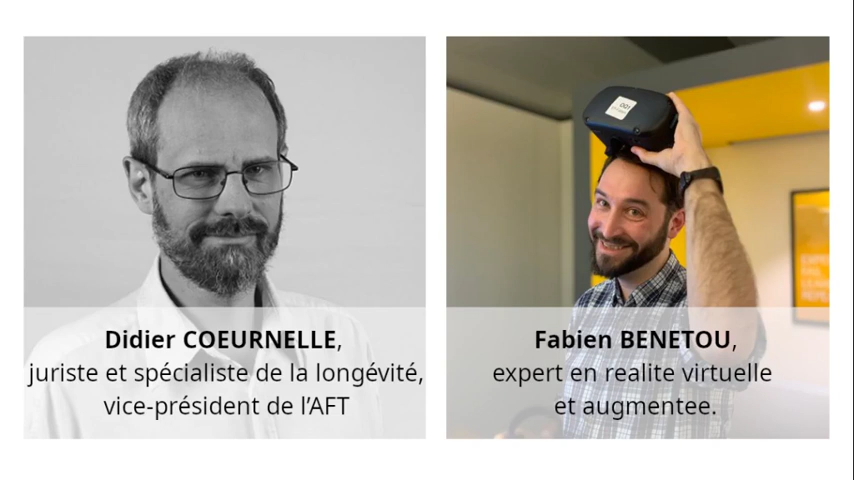 Didier COEURNELLE,
juriste et spécialiste de la longévité,
vice-président de l'AFT
Fabien BENETOU,
expert en realite virtuelle
et augmentee.